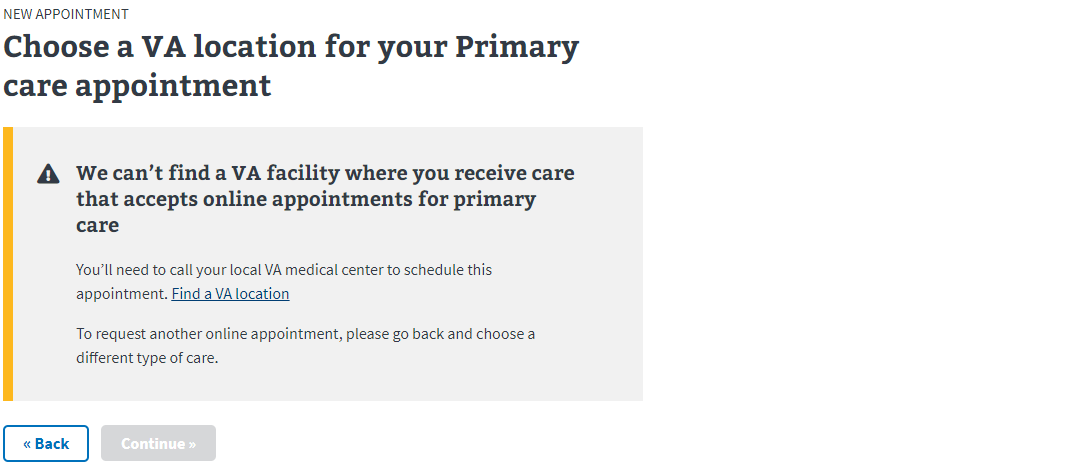 NEW APPOINTMENT
Choose a VA location for your Primary
care appointment
We can’t find a VA facility where you receive care
that accepts online appointments for primary
care
You’ll need to call your local VA medical center to schedule this
appointment. Find a VA location
To request another online appointment, please go back and choose a
different type of care.
« Back
Continue »